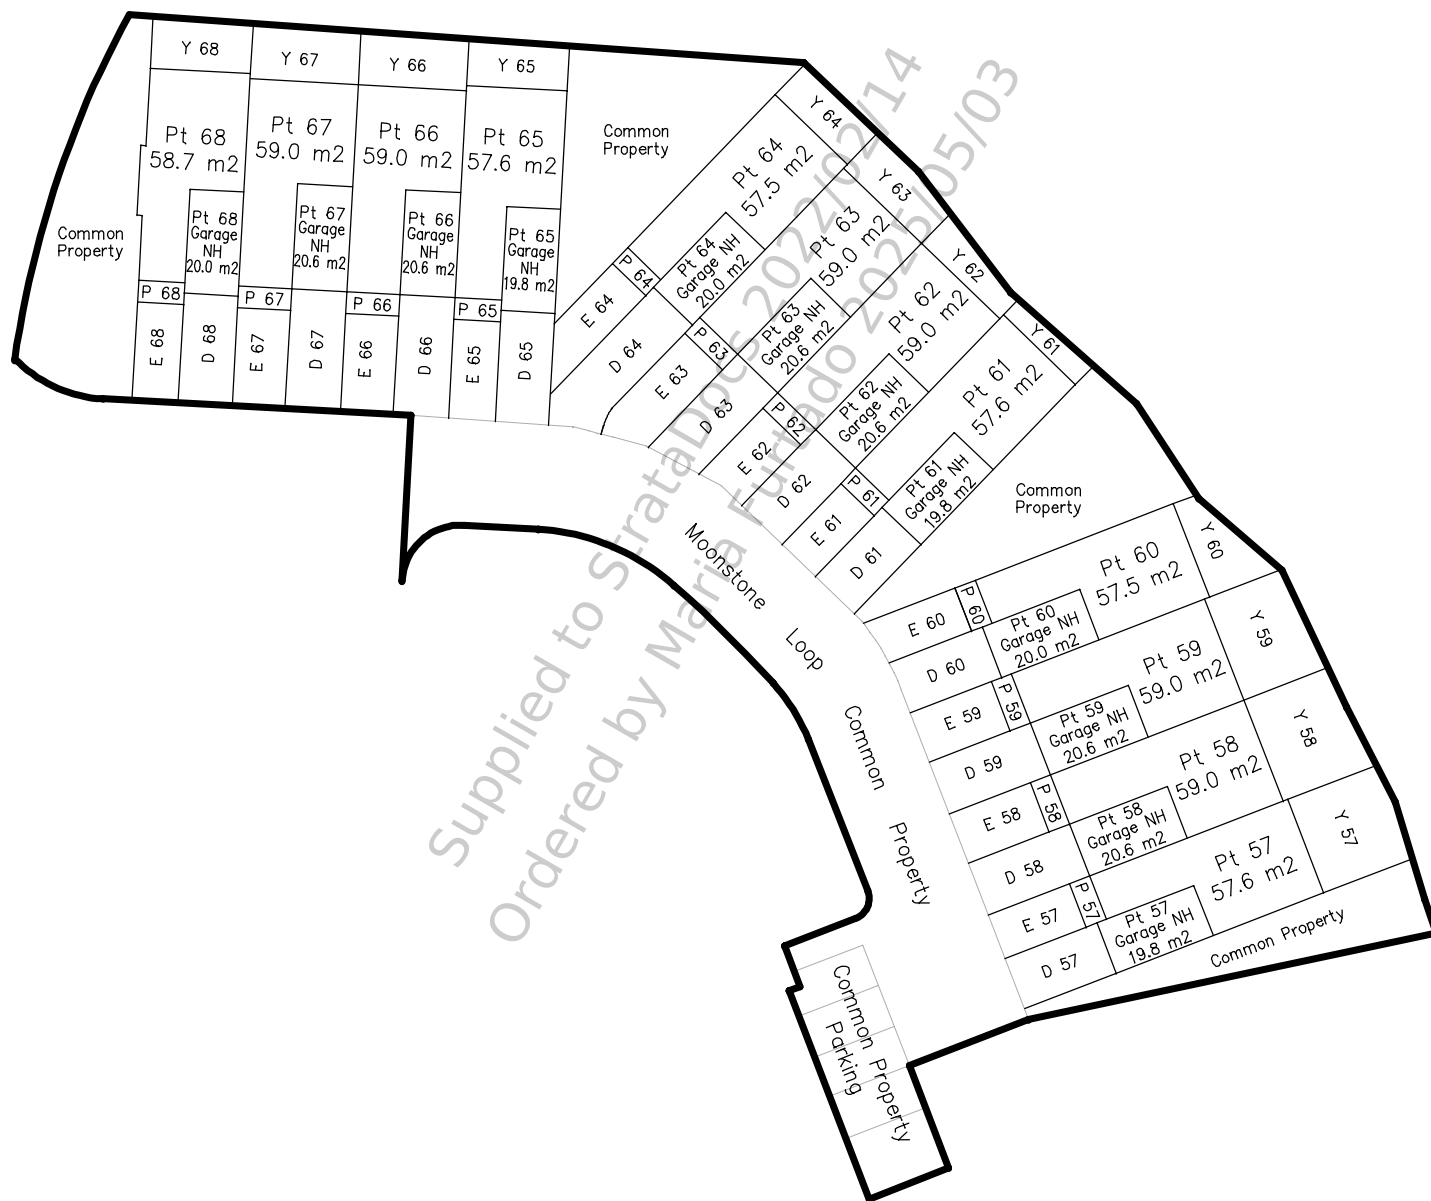 Y 68
Y 67
Y 66
Y 65
Pt 68
58.7 m2
Pt 67
59.0 m2
Pt 66
59.0 m2
Pt 65
57.6 m2
Common
Property
Common
Property
Pt 68
Garage
NH
20.0 m2
Pt 67
Garage
NH
20.6 m2
Pt 66
Garage
NH
20.6 m2
Pt 65
Garage
NH
19.8 m2
P 68
P 67
P 66
P 65
E 68
D 68
E 67
D 67
E 66
D 66
E 65
D 65
Y 64
Pt 64
57.5 m2
Pt 64
Garage NH
20.0 m2
P 64
E 64
D 64
Y 63
Pt 63
59.0 m2
Pt 63
Garage NH
20.6 m2
P 63
E 63
D 63
Y 62
Pt 62
59.0 m2
Pt 62
Garage NH
20.6 m2
P 62
E 62
D 62
Y 61
Pt 61
57.6 m2
Pt 61
Garage NH
19.8 m2
P 61
E 61
D 61
Common
Property
Y 60
Pt 60
57.5 m2
Pt 60
Garage NH
20.0 m2
P 60
E 60
D 60
Y 59
Pt 59
59.0 m2
Pt 59
Garage NH
20.6 m2
P 59
E 59
D 59
Y 58
Pt 58
59.0 m2
Pt 58
Garage NH
20.6 m2
P 58
E 58
D 58
Y 57
Pt 57
57.6 m2
Pt 57
Garage NH
19.8 m2
P 57
E 57
D 57
Common Property
Moonstone Loop Common Property
Common Property
Parking
Supplied to StrataDocs 2022/02/14
Ordered by Maria Furtado 2025/05/03